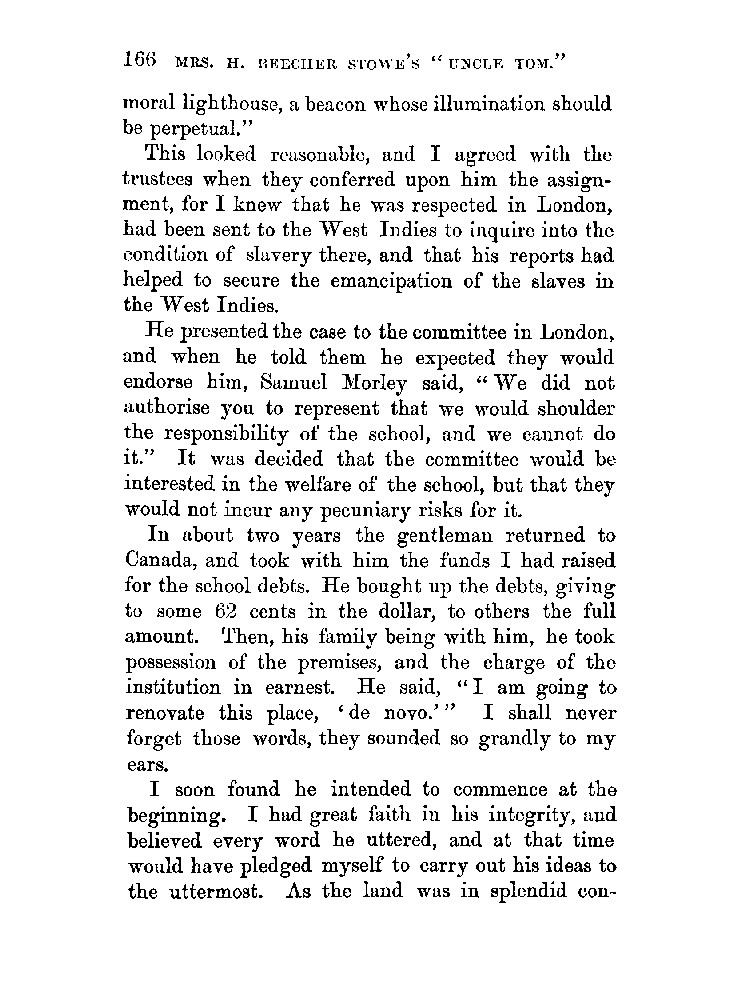 166 MRS. H. BEECHER STOWE'S "UNCLE TOM."
moral lighthouse, a beacon whose illumination should
be perpetual."
This looked reasonable, and I agreed with the
trustees when they conferred upon him the assign-
ment, for I knew that he was respected in London,
had been sent to the West Indies to inquire into the
condition of slavery there, and that his reports had
helped to secure the emancipation of the slaves in
the West Indies.
He presented the case to the committee in London,
and when he told them he expected they would
endorse him, Samuel Morley said, "We did not
authorise you to represent that we would shoulder
the responsibility of the school, and we cannot do
it." It was decided that the committee would be
interested in the welfare of the school, but that they
would not incur any pecuniary risks for it.
In about two years the gentleman returned to
Canada, and took with him the funds I had raised
for the school debts. He bought up the debts, giving
to some 62 cents in the dollar, to others the full
amount. Then, his family being with him, he took
possession of the premises, and the charge of the
institution in earnest. He said, "I am going to
renovate this place, 'de novo.'" I shall never
forget those words, they sounded so grandly to my
ears.
I soon found he intended to commence at the
beginning. I had great faith in his integrity, and
believed every word he uttered, and at that time
would have pledged myself to carry out his ideas to
the uttermost. As the land was in splendid con-